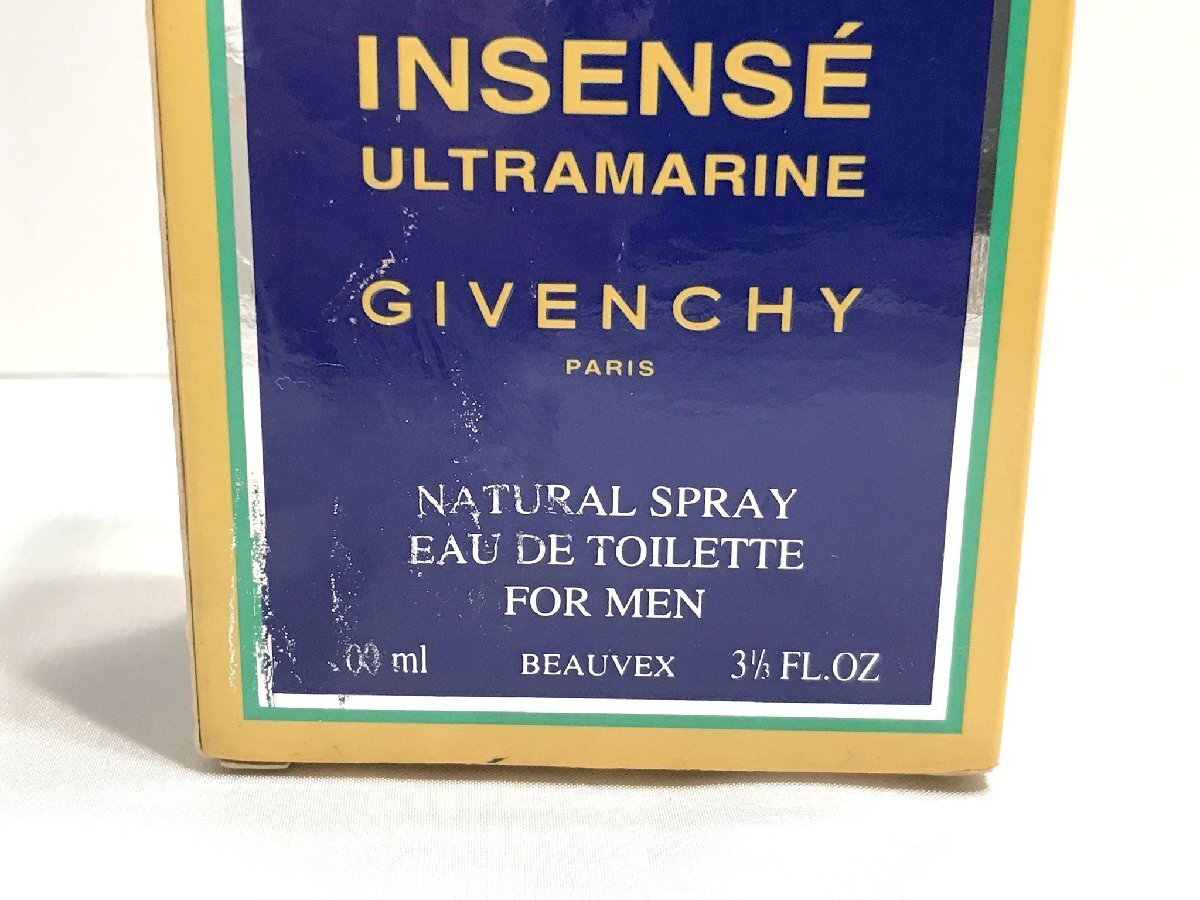 INSENSÉ
ULTRAMARINE
GIVENCHY
PARIS
NATURAL SPRAY
EAU DE TOILETTE
FOR MEN
ml BEAUVEX 3⅓ FL.OZ